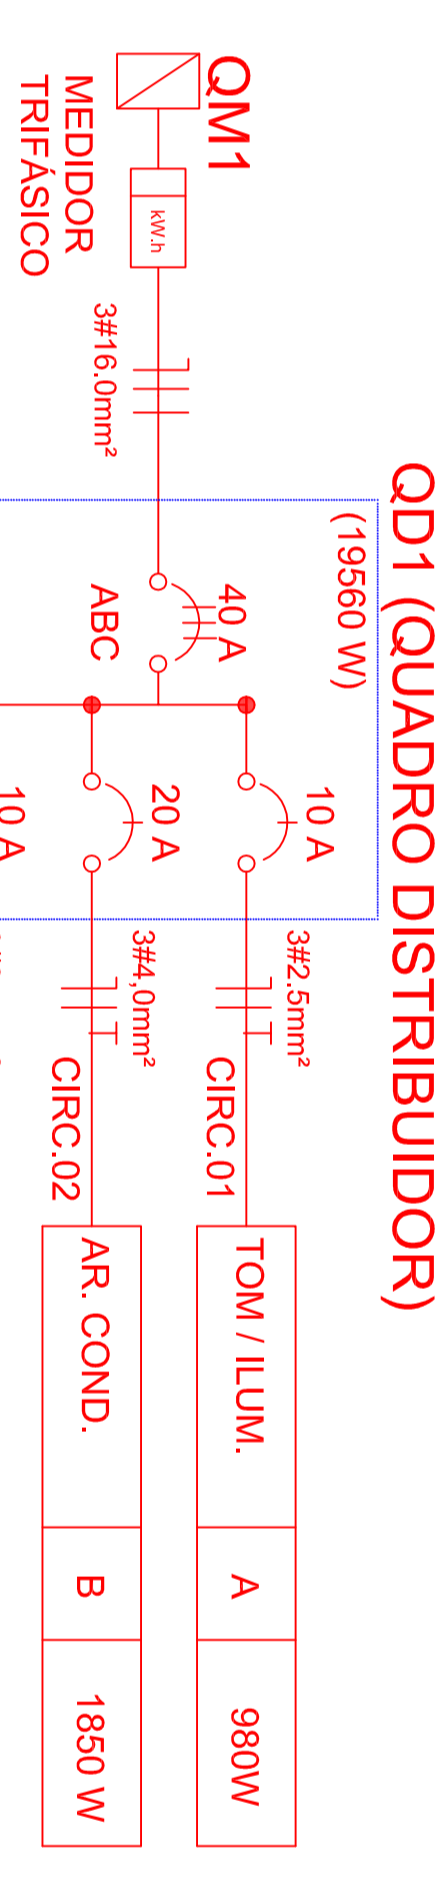 QD1 (QUADRO DISTRIBUIDOR)
(19560 W)
QM1
kW.h
MEDIDOR
TRIFÁSICO
3#16.0mm²
40 A
ABC
10 A
3#2.5mm²
CIRC.01
TOM / ILUM.
A
980W
20 A
3#4,0mm²
CIRC.02
AR. COND.
B
1850 W
10 A